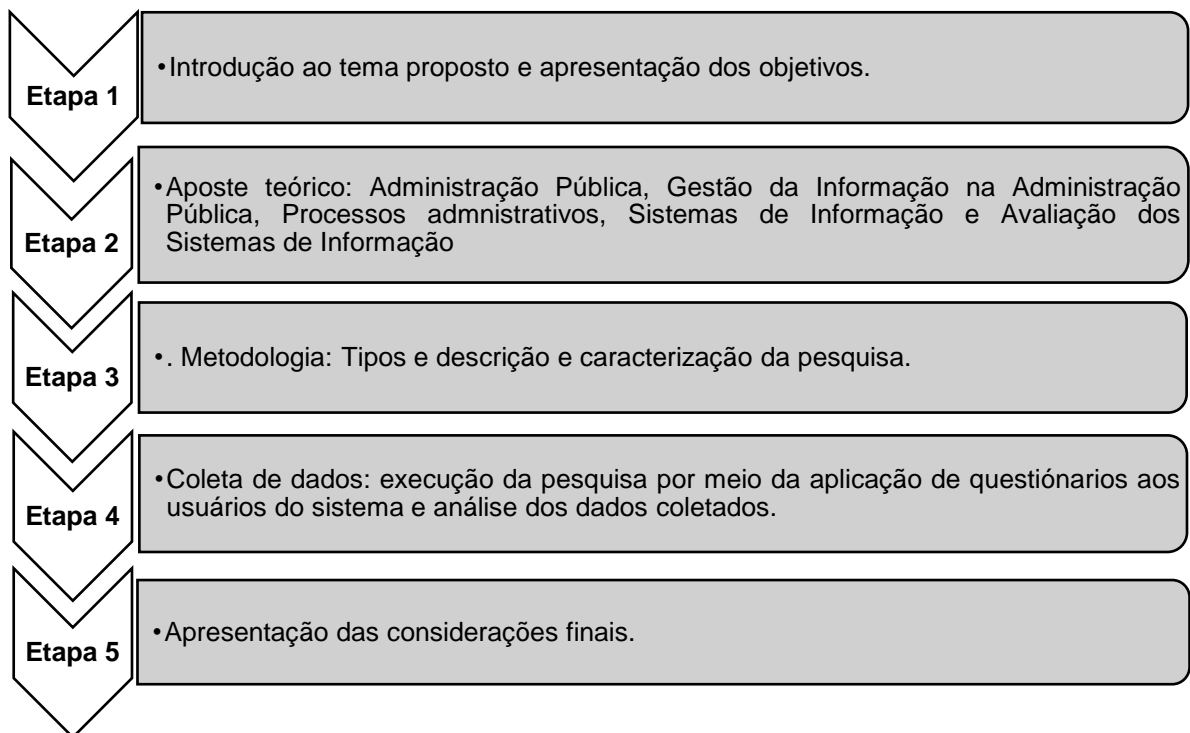 Etapa 1
•Introdução ao tema proposto e apresentação dos objetivos.
Etapa 2
•Aposte teórico: Administração Pública, Gestão da Informação na Administração
Pública, Processos admnistrativos, Sistemas de Informação e Avaliação dos
Sistemas de Informação
Etapa 3
•. Metodologia: Tipos e descrição e caracterização da pesquisa.
Etapa 4
•Coleta de dados: execução da pesquisa por meio da aplicação de questiónarios aos
usuários do sistema e análise dos dados coletados.
Etapa 5
•Apresentação das considerações finais.